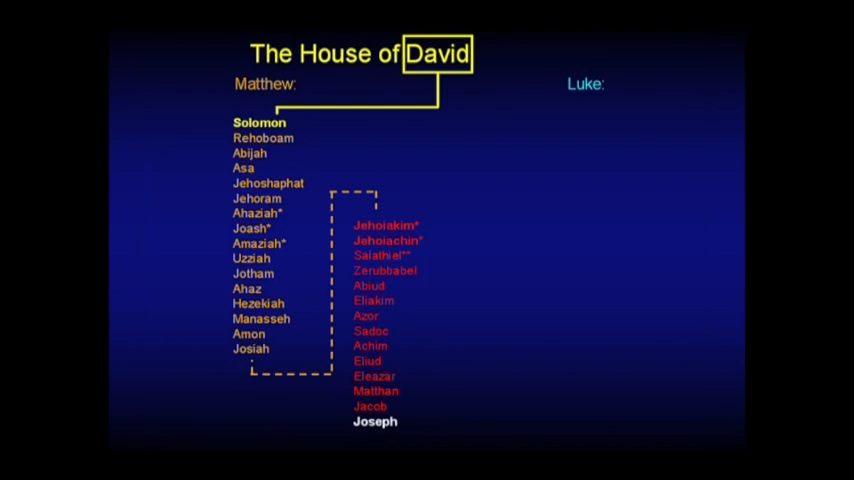 The House of David
Matthew:
Luke:
Solomon
Rehoboam
Abijah
Asa
Jehoshaphat
Jehoram
Ahaziah*
Joash*
Amaziah*
Uzziah
Jotham
Ahaz
Hezekiah
Manasseh
Amon
Josiah
Jehoiakim*
Jehoiachin*
Salathiel**
Zerubbabel
Abiud
Eliakim
Azor
Sadoc
Achim
Eliud
Eleazar
Matthan
Jacob
Joseph